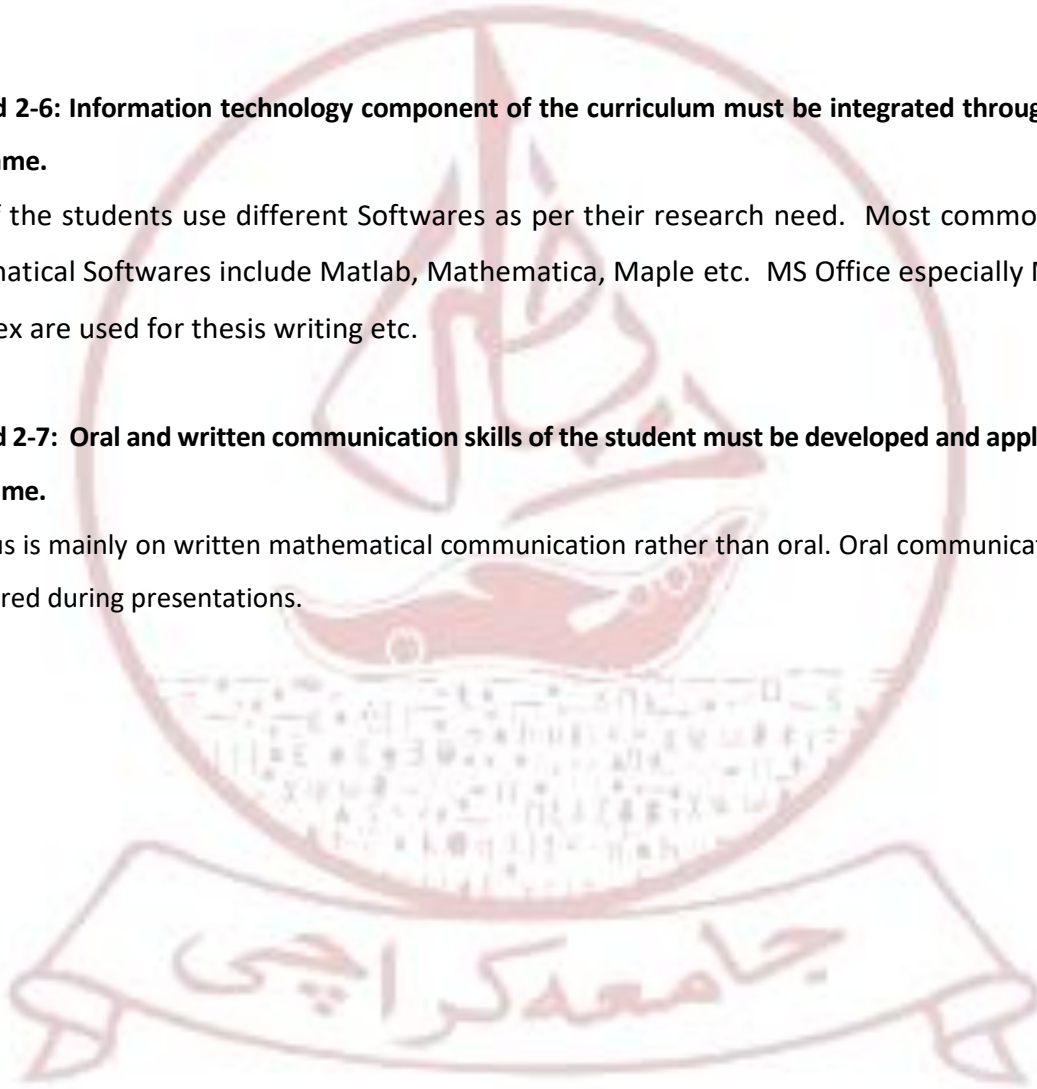 d 2-6: Information technology component of the curriculum must be integrated throug
me.
f the students use different Softwares as per their research need. Most commo
natical Softwares include Matlab, Mathematica, Maple etc. MS Office especially
ex are used for thesis writing etc.
d 2-7: Oral and written communication skills of the student must be developed and appl
me.
us is mainly on written mathematical communication rather than oral. Oral communicat
red during presentations.
جامعہ کراچی